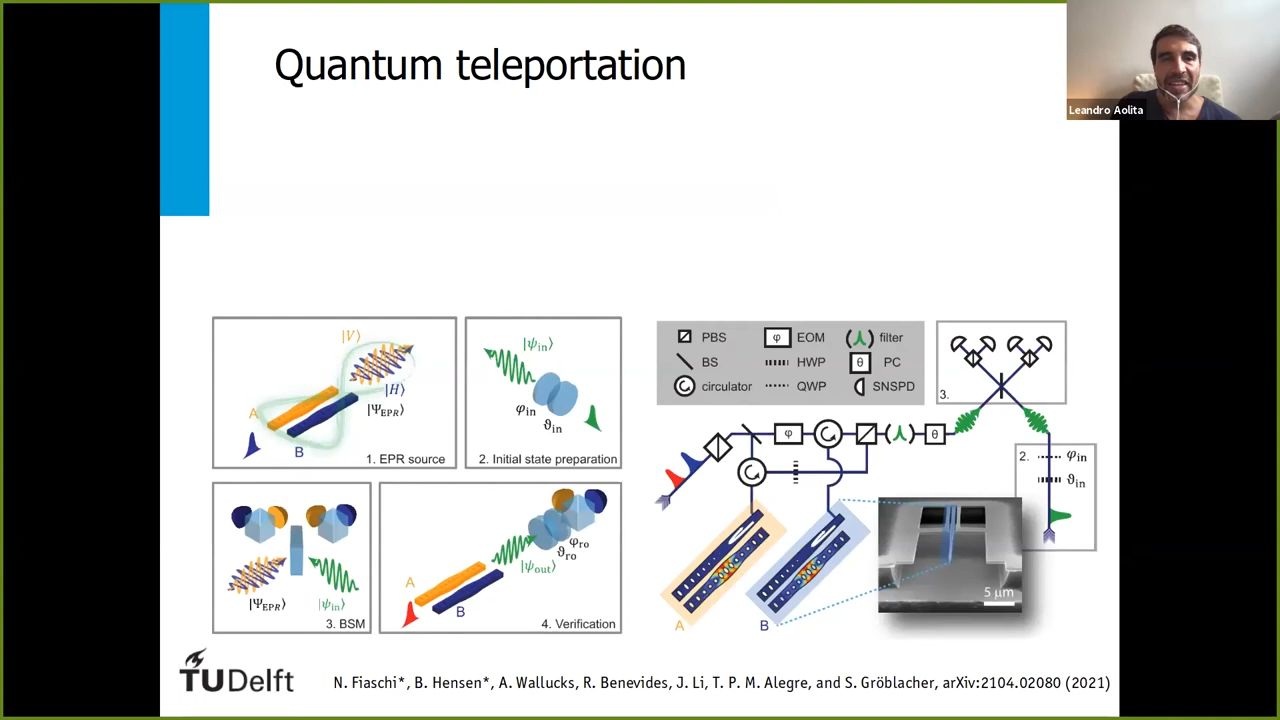 Quantum teleportation
Leandro Aolita
|V⟩
|H⟩
A
|Ψ_EPR⟩
B
1. EPR source
|ψ_in⟩
φ_in
ϑ_in
2. Initial state preparation
|Ψ_EPR⟩
|ψ_in⟩
3. BSM
A
B
|ψ_out⟩
φ_ro
ϑ_ro
4. Verification
PBS
φ
EOM
filter
BS
HWP
θ
PC
circulator
QWP
SNSPD
3.
φ
θ
2.
φ_in
ϑ_in
5 μm
A
B
TUDelft
N. Fiaschi*, B. Hensen*, A. Wallucks, R. Benevides, J. Li, T. P. M. Alegre, and S. Gröblacher, arXiv:2104.02080 (2021)